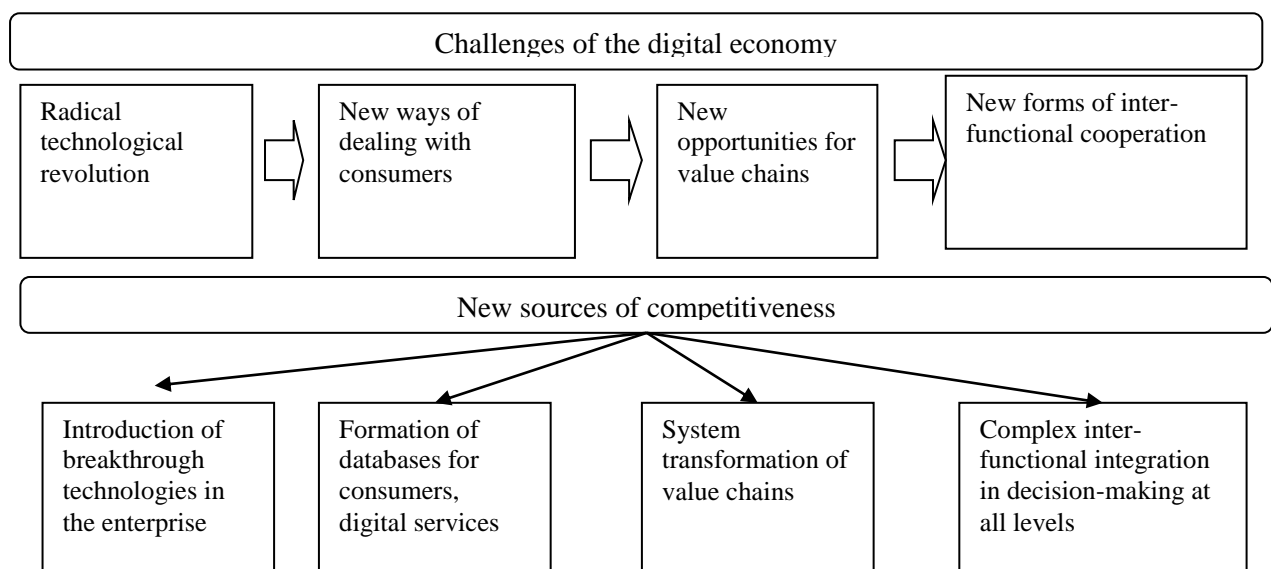 Challenges of the digital economy
Radical
technological
revolution
New ways of
dealing with
consumers
New
opportunities for
value chains
New forms of inter-
functional cooperation
New sources of competitiveness
Introduction of
breakthrough
technologies in
the enterprise
Formation of
databases for
consumers,
digital services
System
transformation of
value chains
Complex inter-
functional integration
in decision-making at
all levels